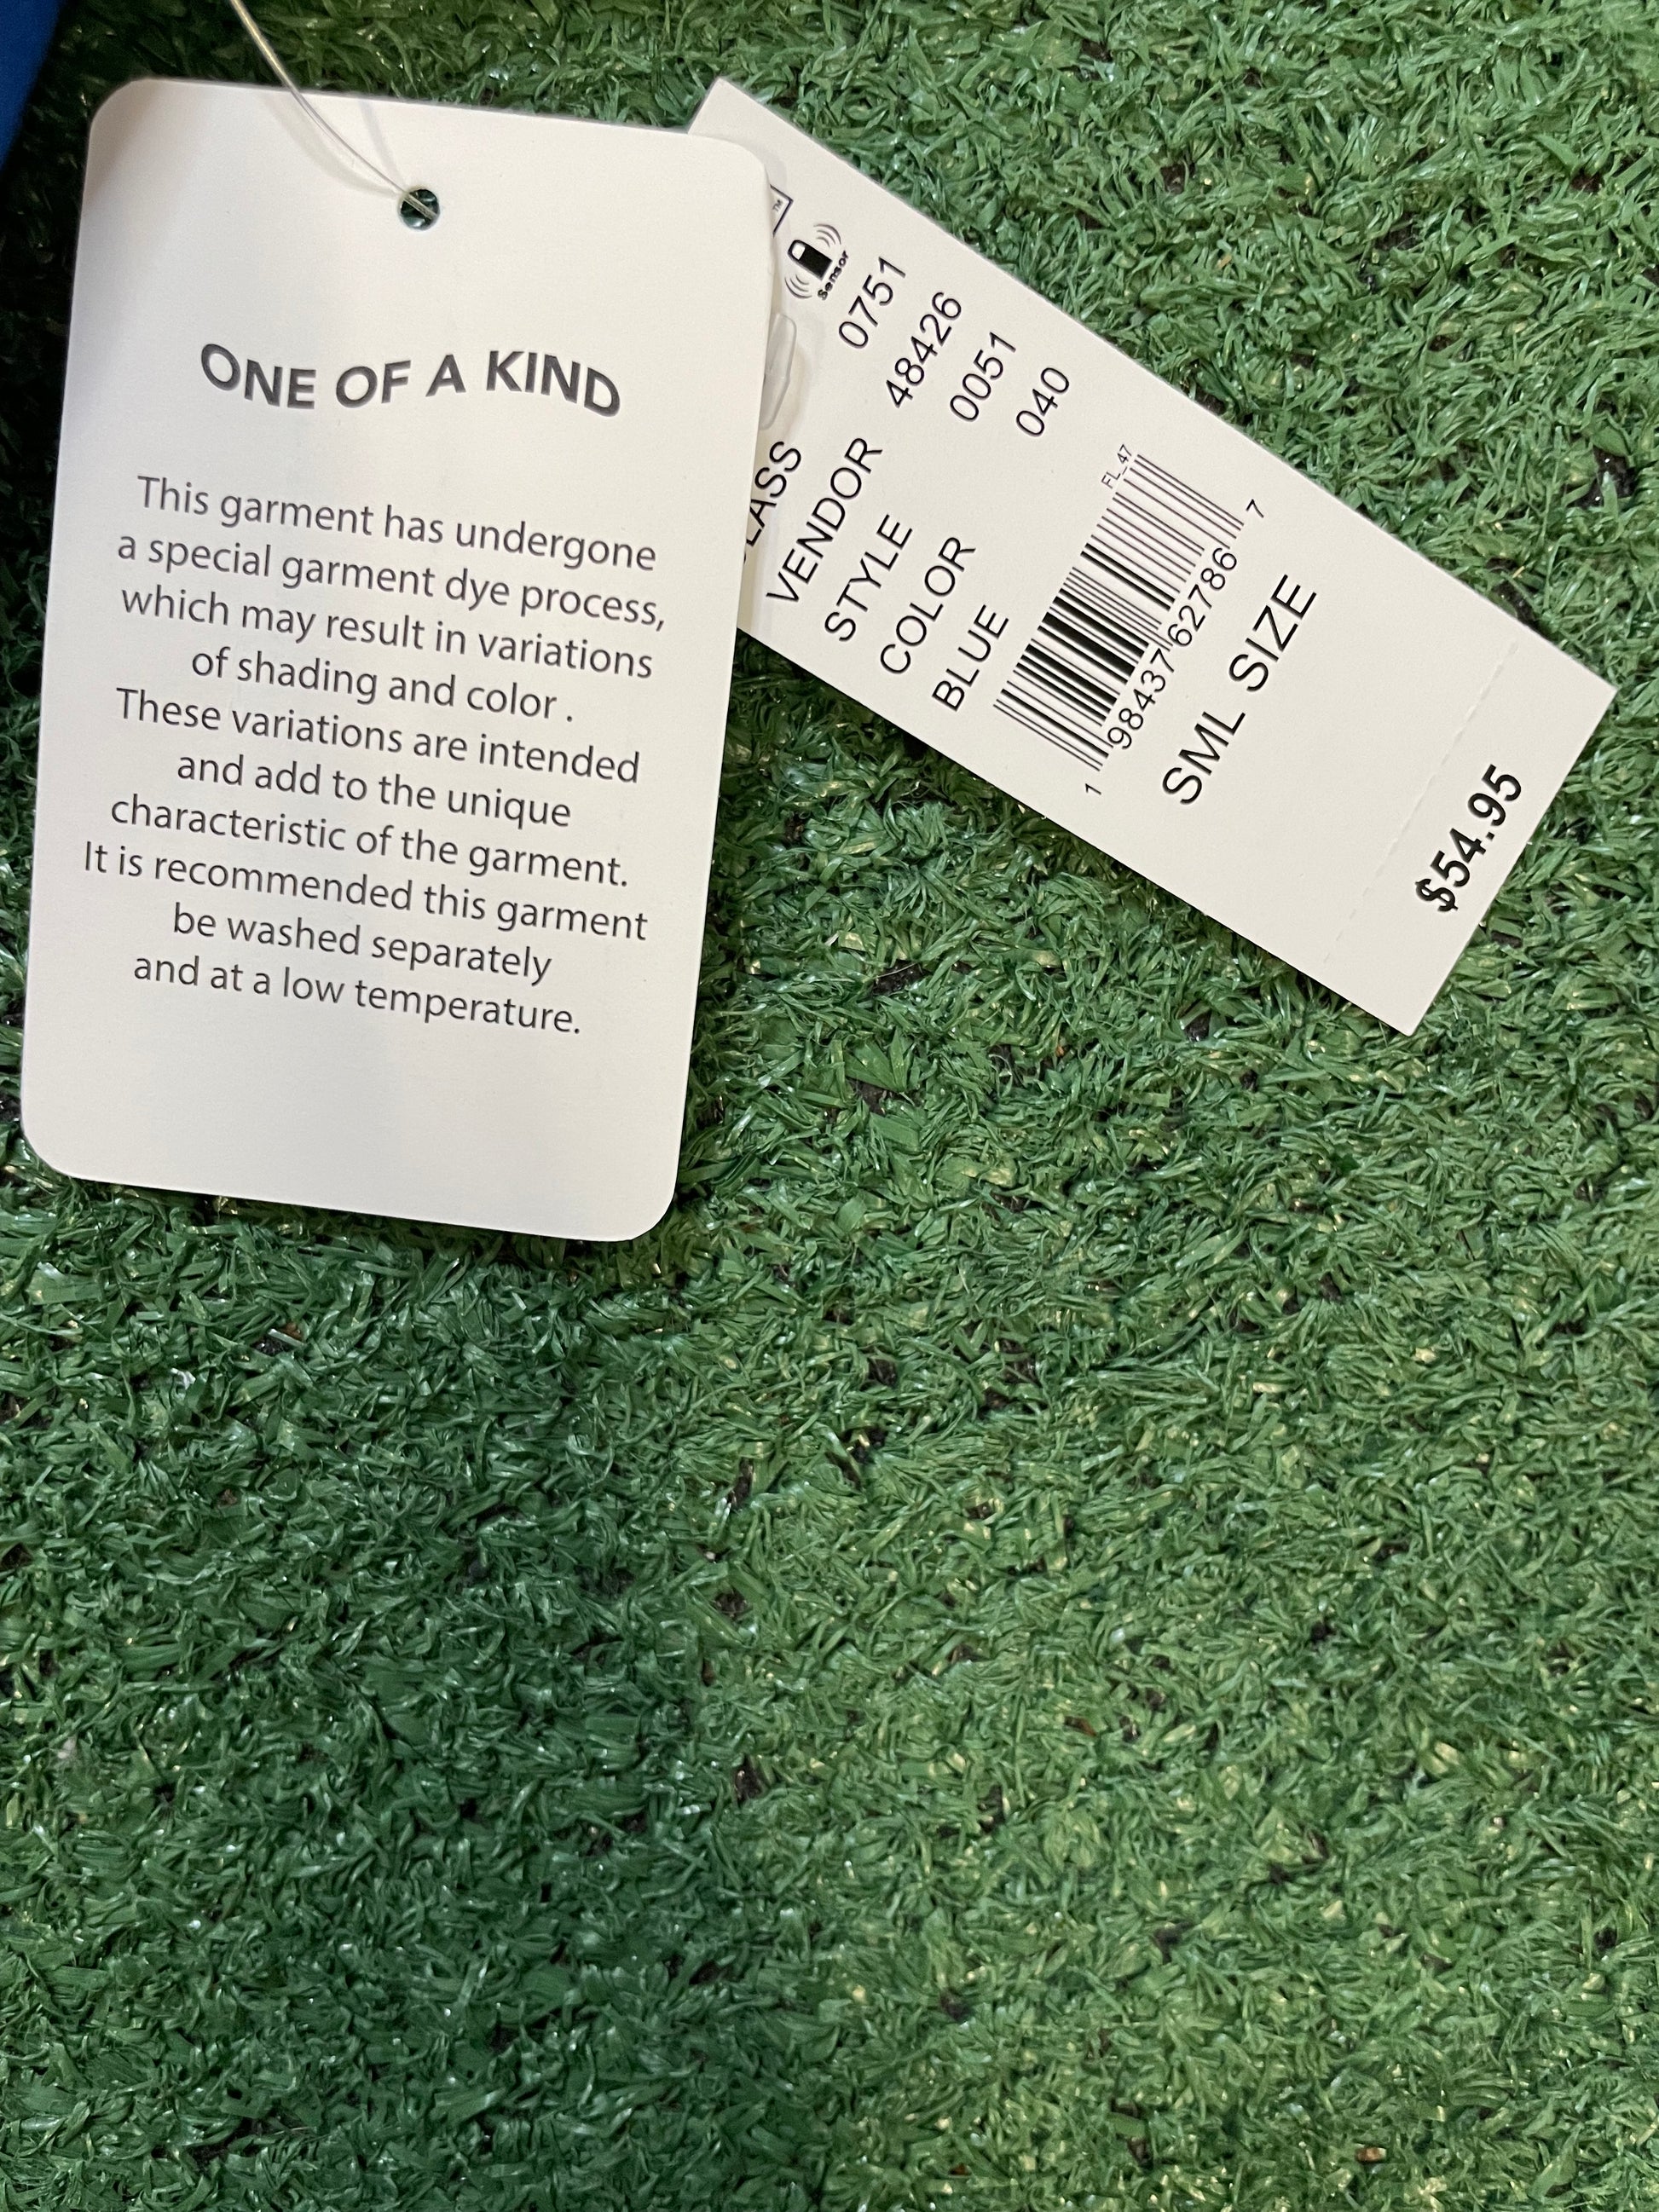 ONE OF A KIND
This garment has undergone
a special garment dye process,
which may result in variations
of shading and color .
These variations are intended
and add to the unique
characteristic of the garment.
It is recommended this garment
be washed separately
and at a low temperature.
TM
Sensor
0751
VENDOR 48426
STYLE 0051
COLOR 040
BLUE
FL_47
1 98437 62786 7
SML SIZE
$54.95